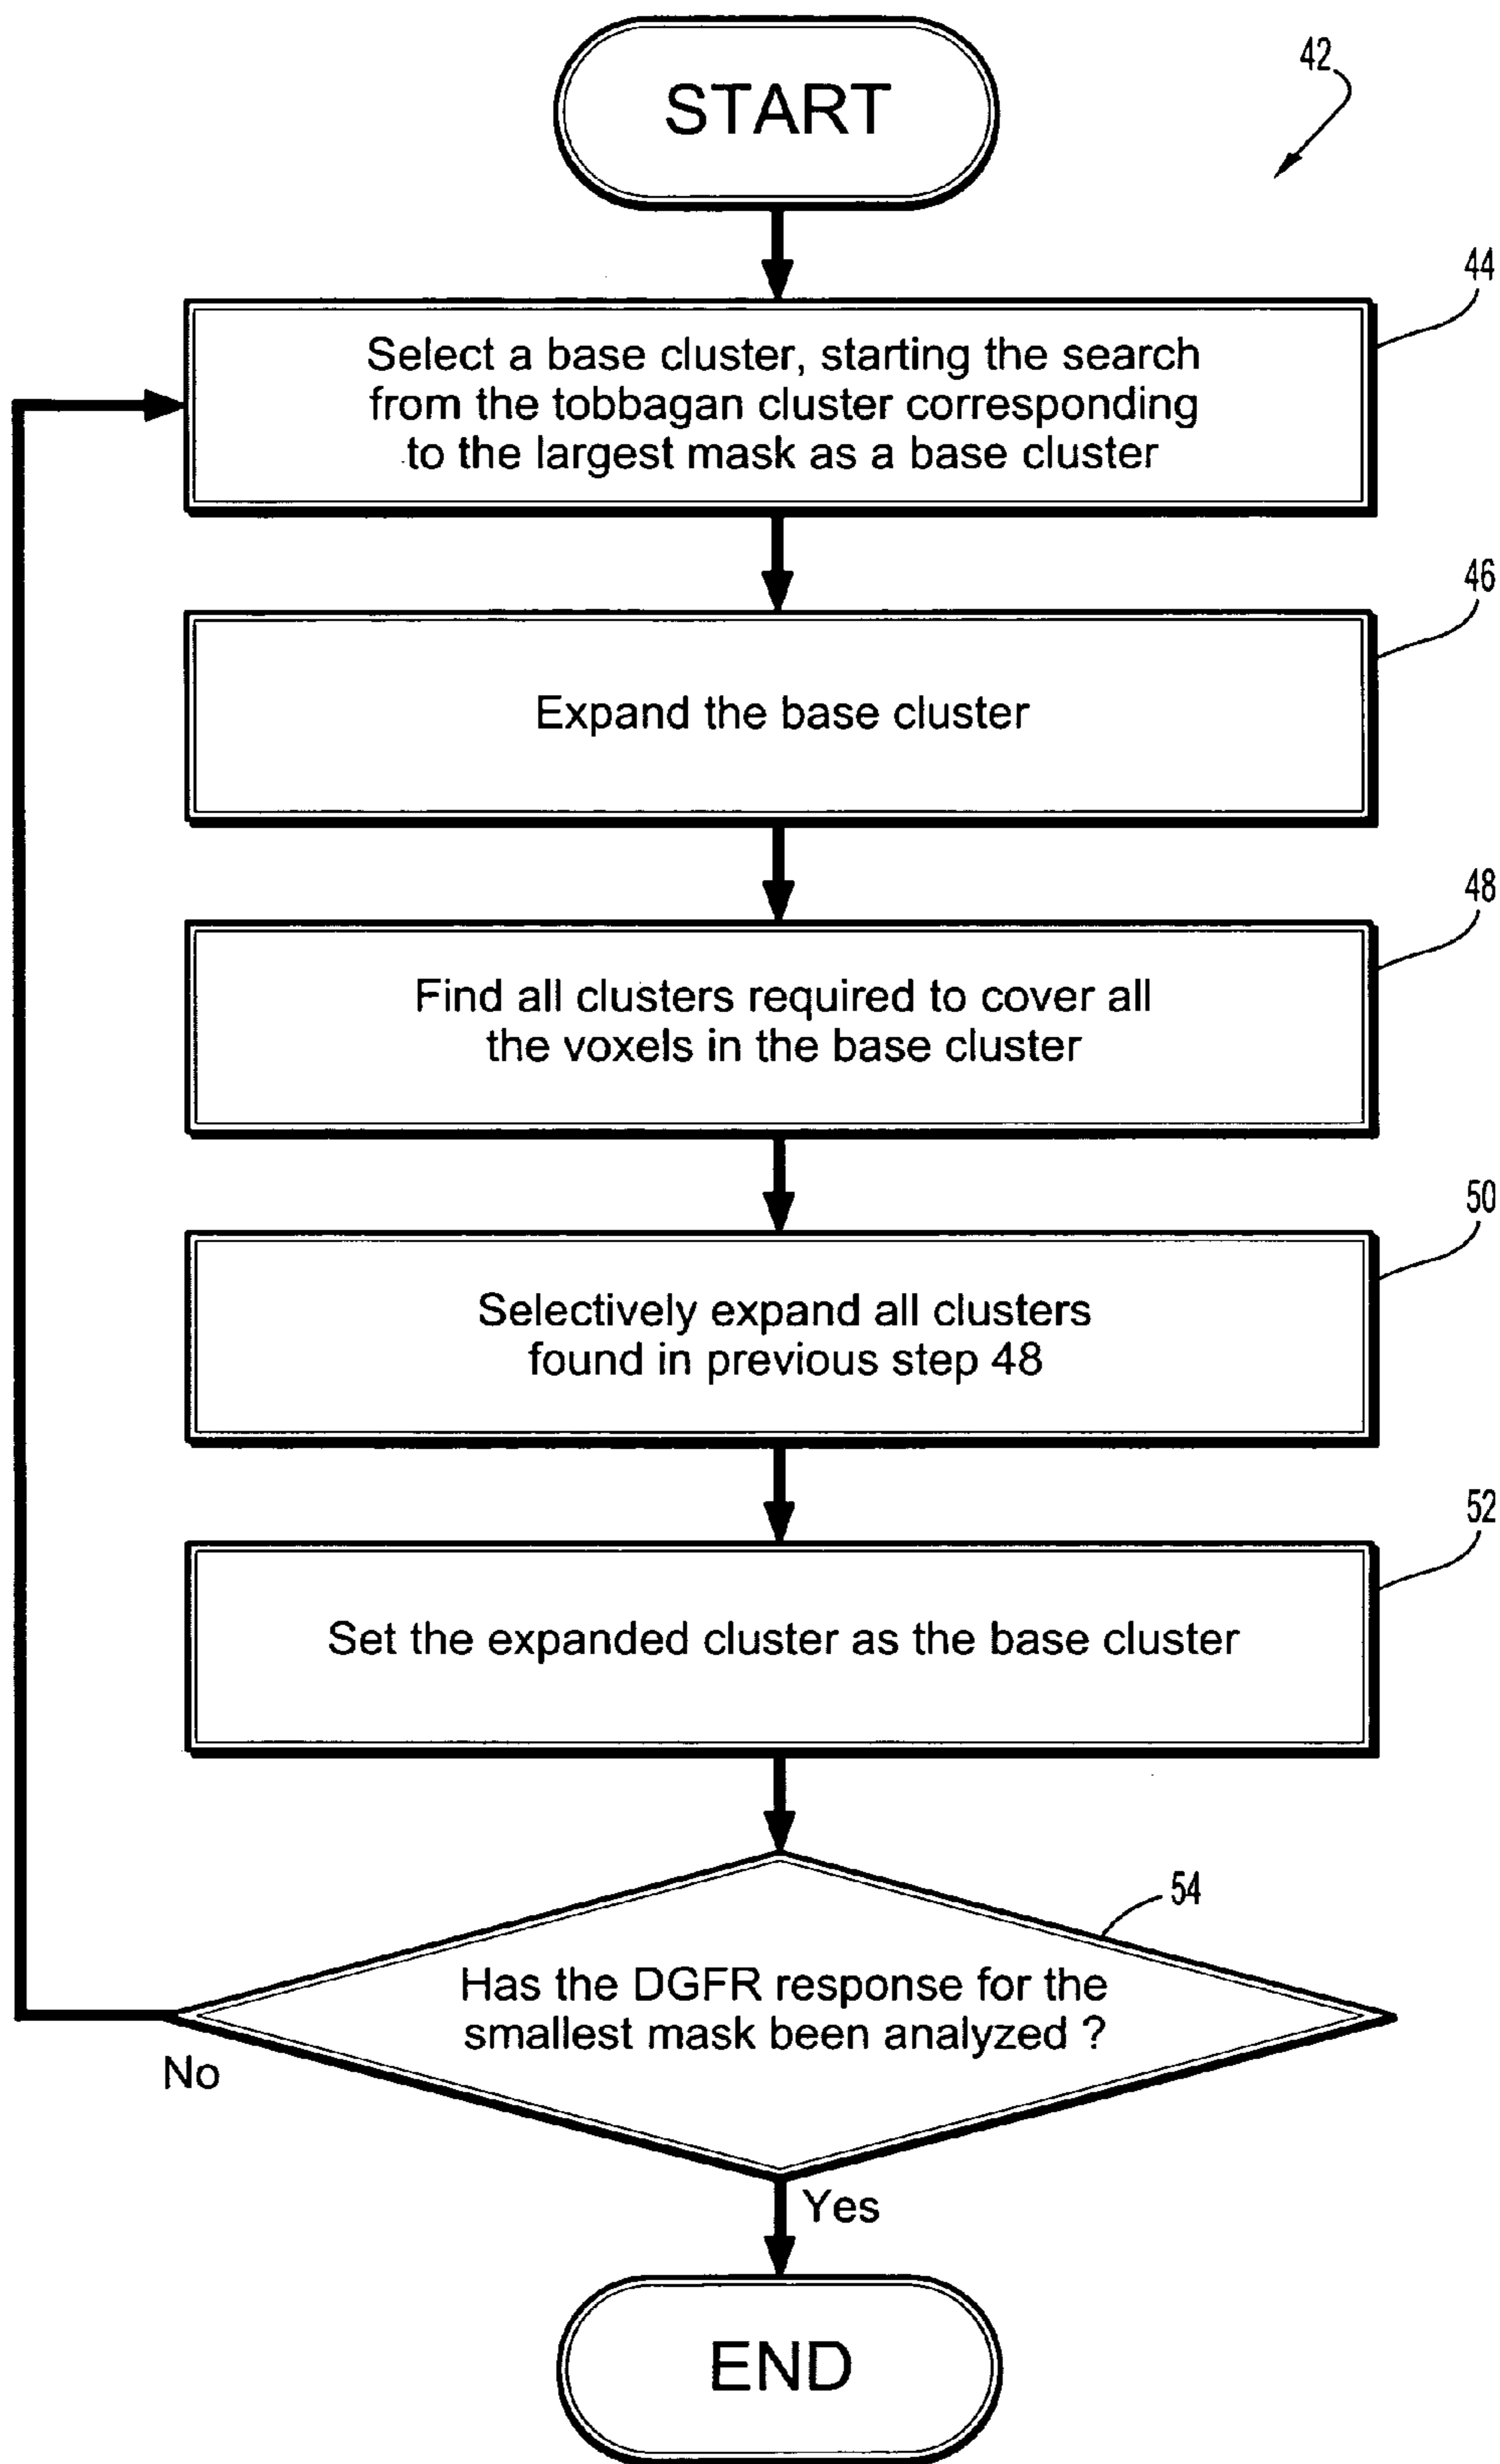 START
42
44
Select a base cluster, starting the search
from the tobbagan cluster corresponding
to the largest mask as a base cluster
46
Expand the base cluster
48
Find all clusters required to cover all
the voxels in the base cluster
50
Selectively expand all clusters
found in previous step 48
52
Set the expanded cluster as the base cluster
54
Has the DGFR response for the
smallest mask been analyzed ?
No
Yes
END